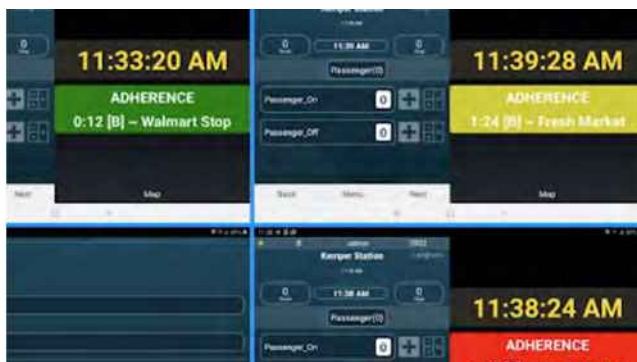 11:33:20 AM
ADHERENCE
0:12 [B] – Walmart Stop
Next
Map
Kemper Station
0
0
11:39 AM
Passenger(0)
Passenger_On
0
Passenger_Off
0
Back
Menu
Next
11:39:28 AM
ADHERENCE
1:24 [B] – Fresh Market
Map
Kemper Station
0
11:38 AM
0
Passenger(0)
Passenger_On
0
11:38:24 AM
ADHERENCE